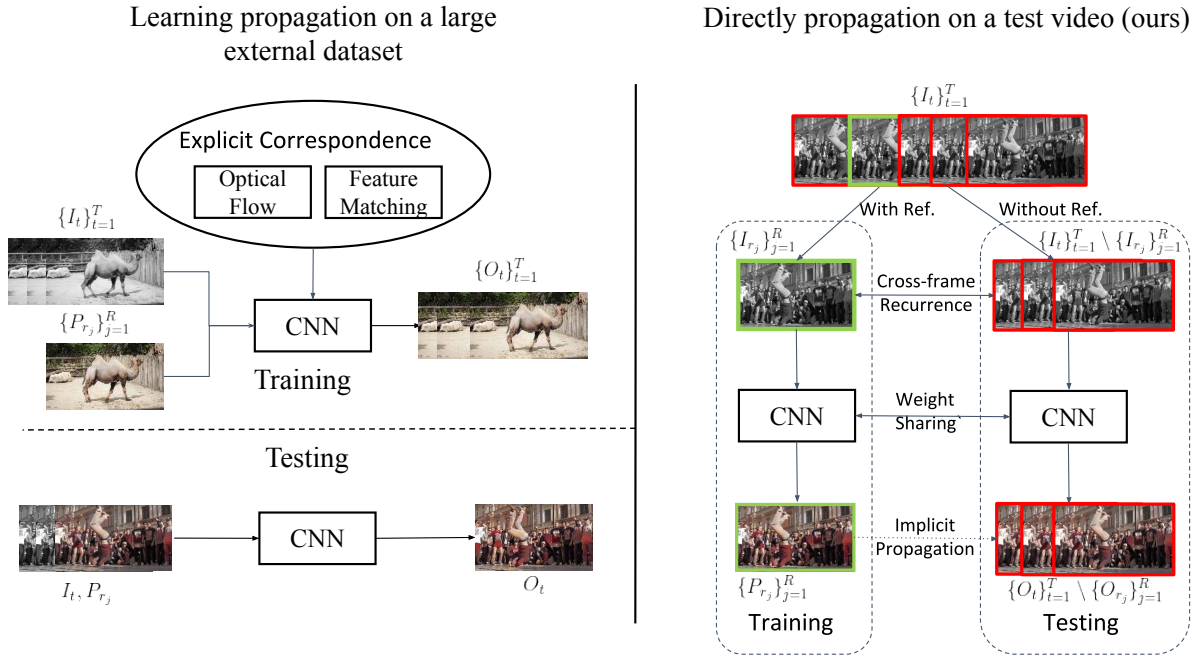 Learning propagation on a large
external dataset
Explicit Correspondence
Optical
Flow
Feature
Matching
{I_t}_{t=1}^T
{P_{r_j}}_{j=1}^R
CNN
{O_t}_{t=1}^T
Training
Testing
CNN
I_t, P_{r_j}
O_t
Directly propagation on a test video (ours)
{I_t}_{t=1}^T
With Ref.
Without Ref.
{I_{r_j}}_{j=1}^R
{I_t}_{t=1}^T \ {I_{r_j}}_{j=1}^R
Cross-frame
Recurrence
CNN
Weight
Sharing
CNN
Implicit
Propagation
{P_{r_j}}_{j=1}^R
{O_t}_{t=1}^T \ {O_{r_j}}_{j=1}^R
Training
Testing